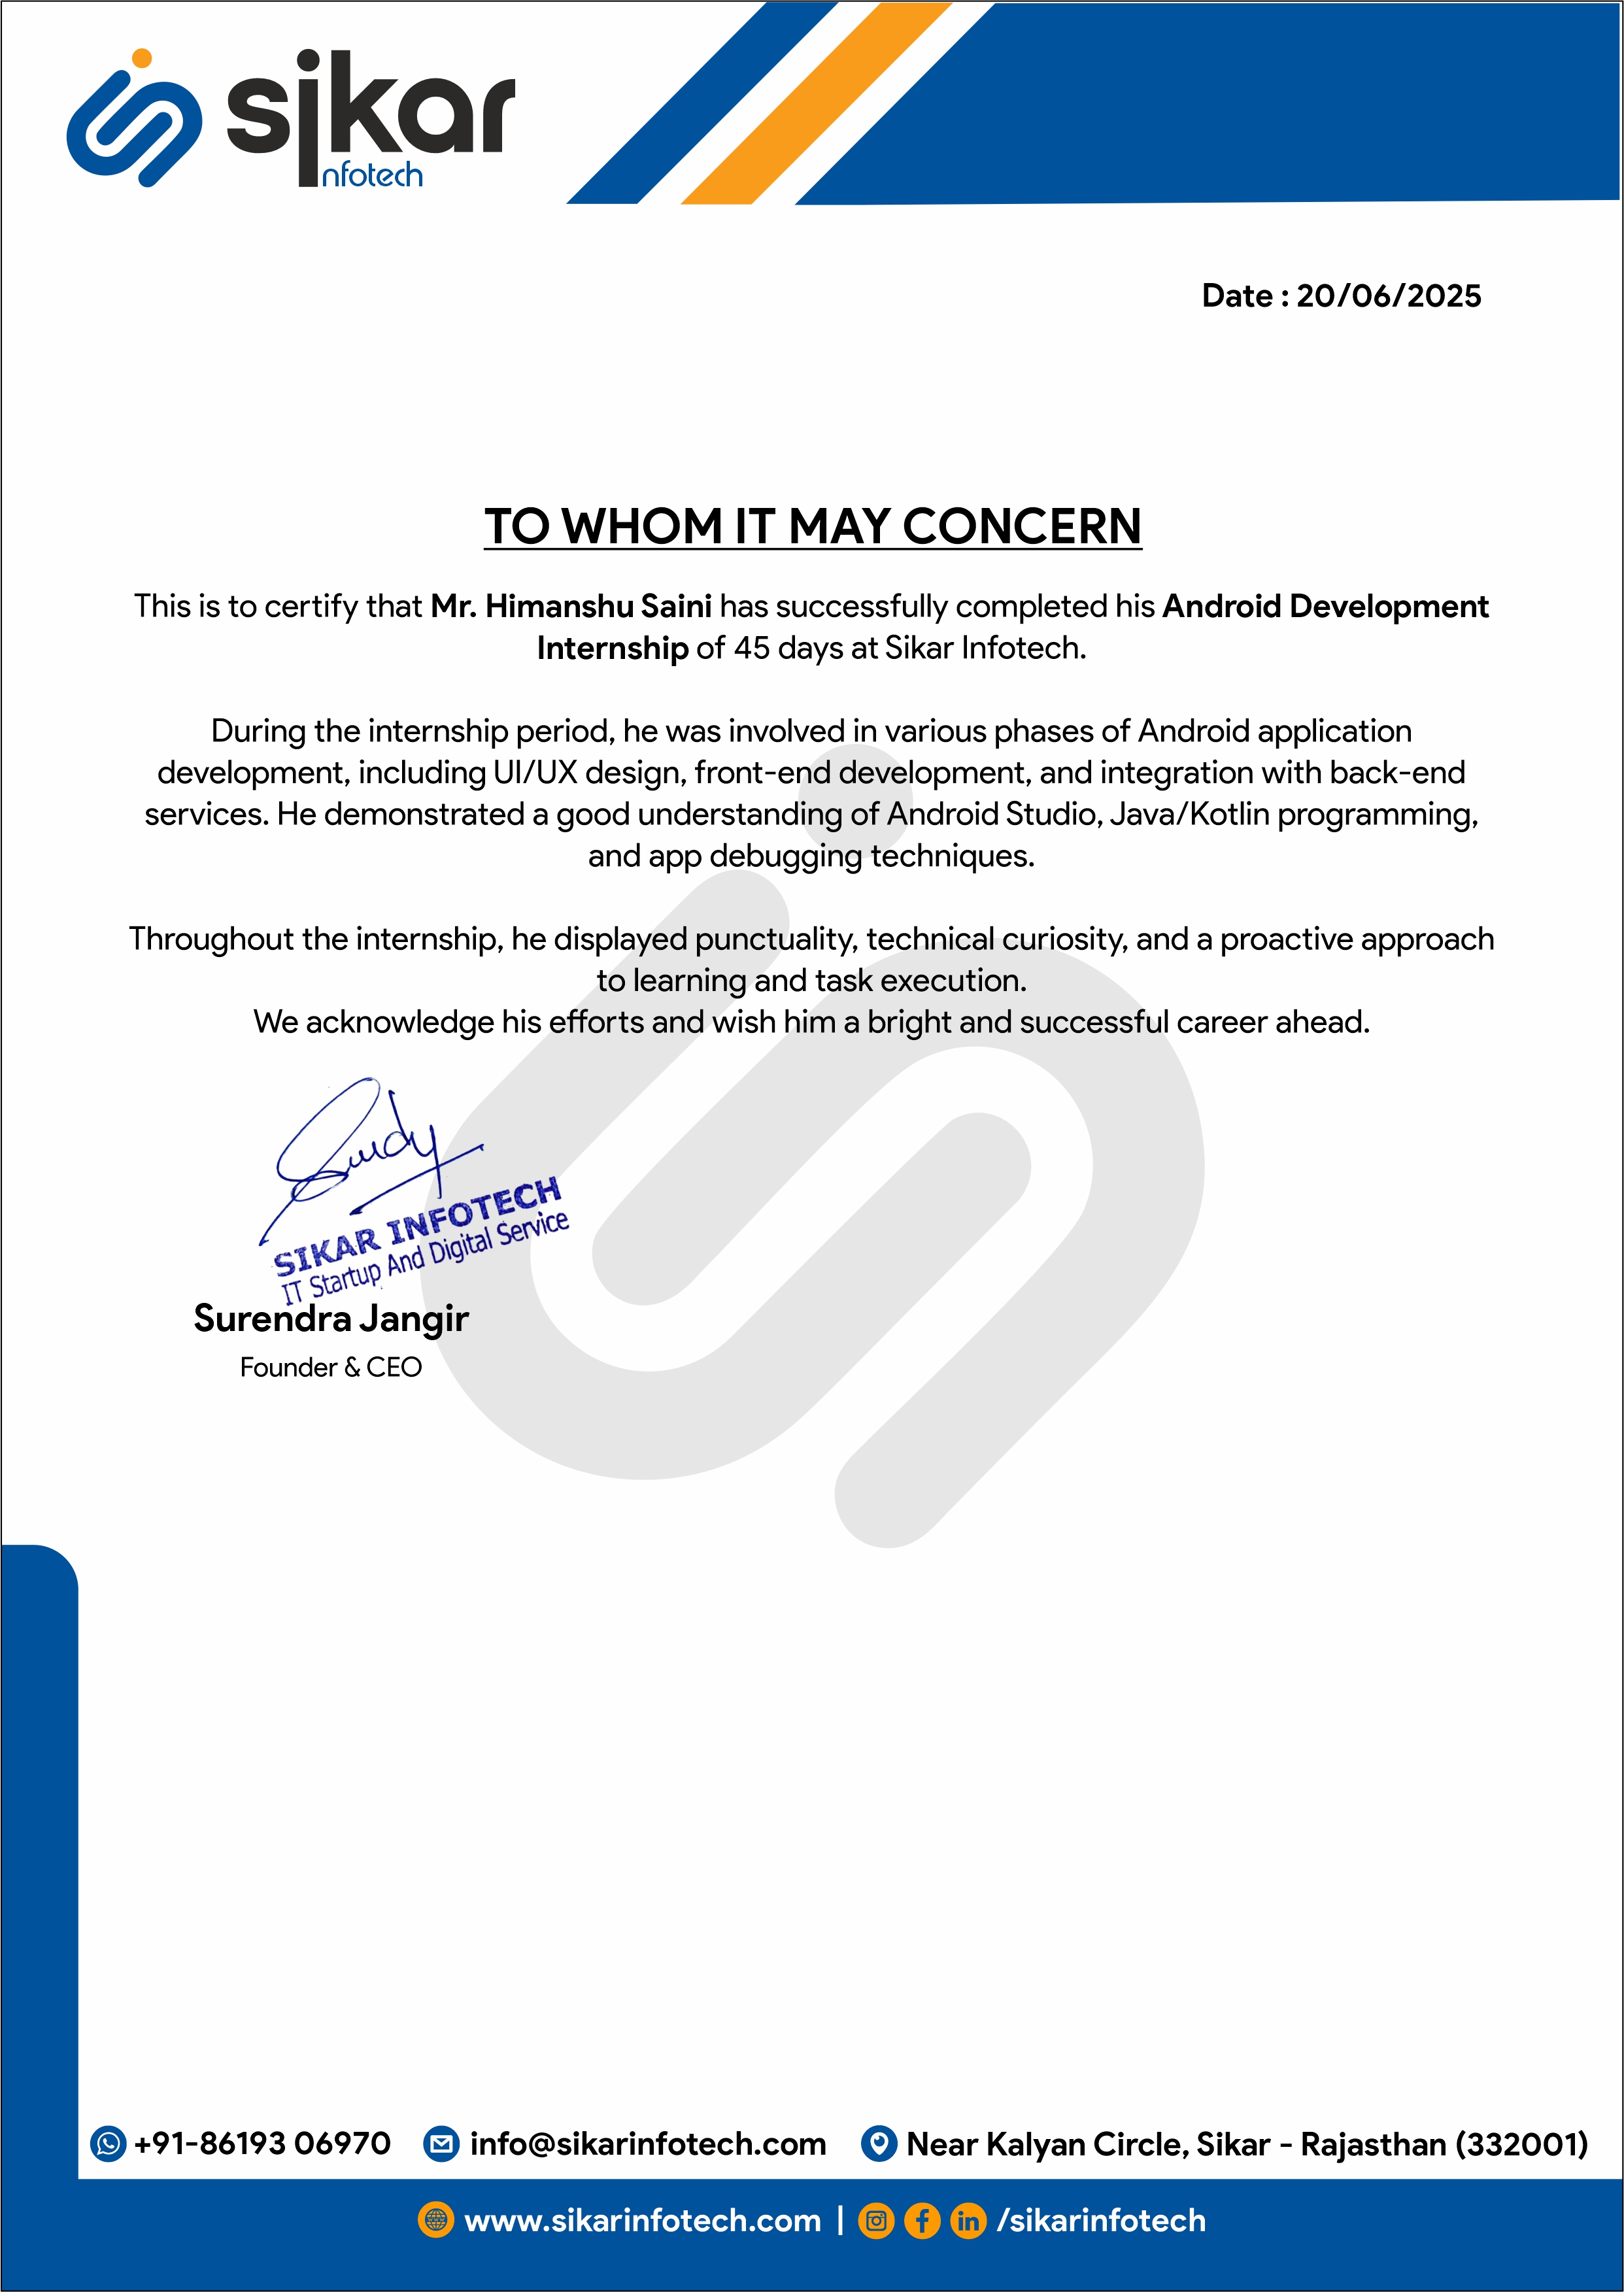 sikar
nfotech
Date : 20/06/2025
TO WHOM IT MAY CONCERN
This is to certify that Mr. Himanshu Saini has successfully completed his Android Development
Internship of 45 days at Sikar Infotech.
During the internship period, he was involved in various phases of Android application
development, including UI/UX design, front-end development, and integration with back-end
services. He demonstrated a good understanding of Android Studio, Java/Kotlin programming,
and app debugging techniques.
Throughout the internship, he displayed punctuality, technical curiosity, and a proactive approach
to learning and task execution.
We acknowledge his efforts and wish him a bright and successful career ahead.
SIKAR INFOTECH
IT Startup And Digital Service
Surendra Jangir
Founder & CEO
+91-86193 06970 info@sikarinfotech.com Near Kalyan Circle, Sikar - Rajasthan (332001)
www.sikarinfotech.com | /sikarinfotech